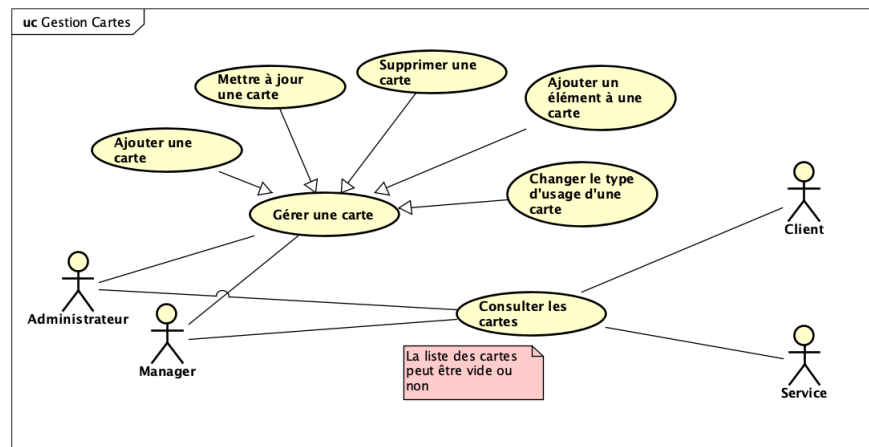 uc Gestion Cartes
Supprimer une
carte
Mettre à jour
une carte
Ajouter un
élément à une
carte
Ajouter une
carte
Changer le type
d'usage d'une
carte
Gérer une carte
Client
Administrateur
Consulter les
cartes
Manager
La liste des cartes
peut être vide ou
non
Service